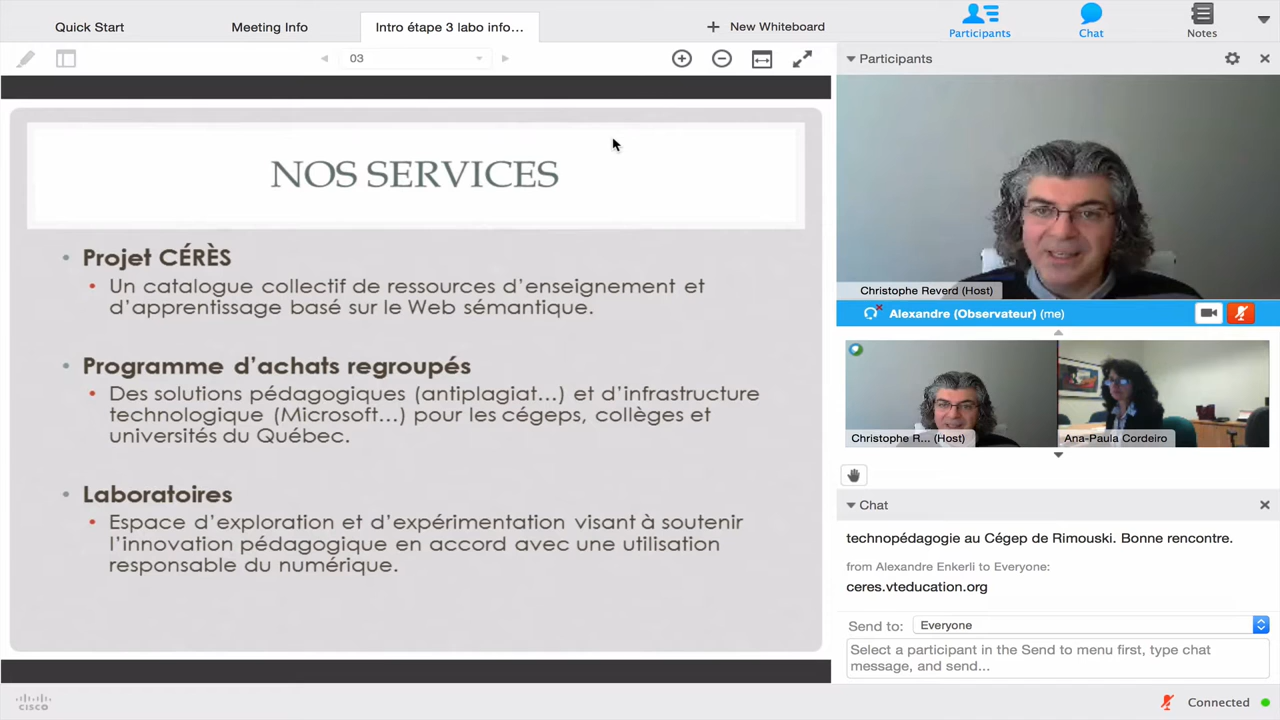 Quick Start
Meeting Info
Intro étape 3 labo info...
New Whiteboard
Participants
Chat
Notes
03
Participants
NOS SERVICES
Projet CÉRÈS
Un catalogue collectif de ressources d'enseignement et
d'apprentissage basé sur le Web sémantique.
Programme d'achats regroupés
Des solutions pédagogiques (antiplagiat...) et d'infrastructure
technologique (Microsoft...) pour les cégeps, collèges et
universités du Québec.
Laboratoires
Espace d'exploration et d'expérimentation visant à soutenir
l'innovation pédagogique en accord avec une utilisation
responsable du numérique.
Christophe Reverd (Host)
Alexandre (Observateur) (me)
Christophe R... (Host)
Ana-Paula Cordeiro
Chat
technopédagogie au Cégep de Rimouski. Bonne rencontre.
from Alexandre Enkerli to Everyone:
ceres.vteducation.org
Send to:
Everyone
Select a participant in the Send to menu first, type chat
message, and send...
CISCO
Connected